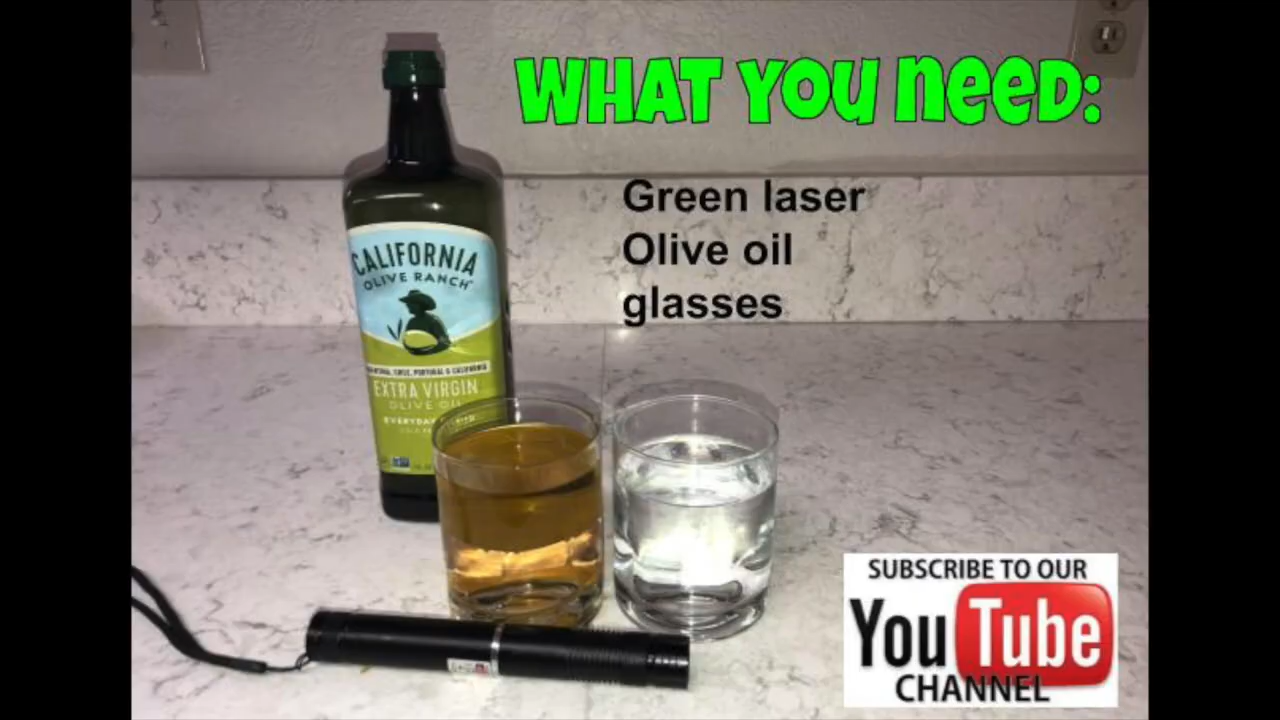 WHAT YOU NEED:
Green laser
Olive oil
glasses
CALIFORNIA
OLIVE RANCH
EXTRA VIRGIN
OLIVE OIL
SUBSCRIBE TO OUR
YouTube
CHANNEL